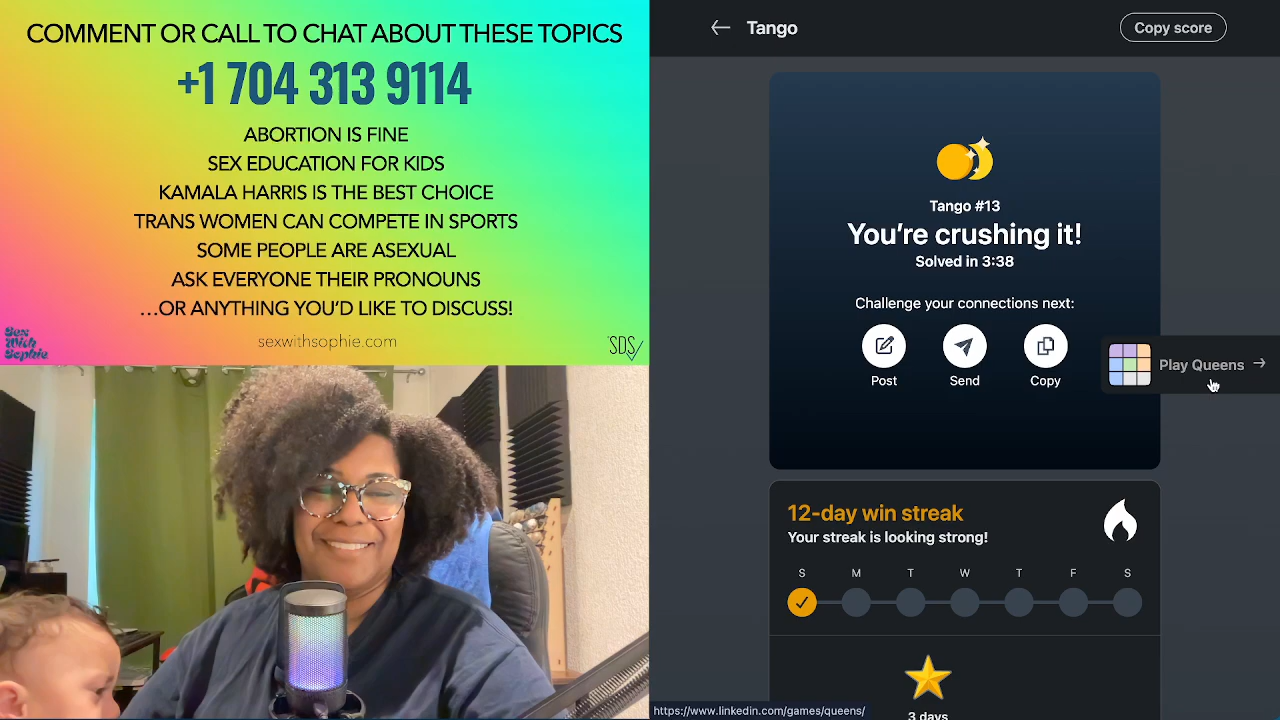 COMMENT OR CALL TO CHAT ABOUT THESE TOPICS
+1 704 313 9114
ABORTION IS FINE
SEX EDUCATION FOR KIDS
KAMALA HARRIS IS THE BEST CHOICE
TRANS WOMEN CAN COMPETE IN SPORTS
SOME PEOPLE ARE ASEXUAL
ASK EVERYONE THEIR PRONOUNS
...OR ANYTHING YOU'D LIKE TO DISCUSS!
Sex
With
Sophie
sexwithsophie.com
SDS
Tango
Copy score
Tango #13
You're crushing it!
Solved in 3:38
Challenge your connections next:
Post Send Copy
Play Queens
12-day win streak
Your streak is looking strong!
S M T W T F S
3 days
https://www.linkedin.com/games/queens/